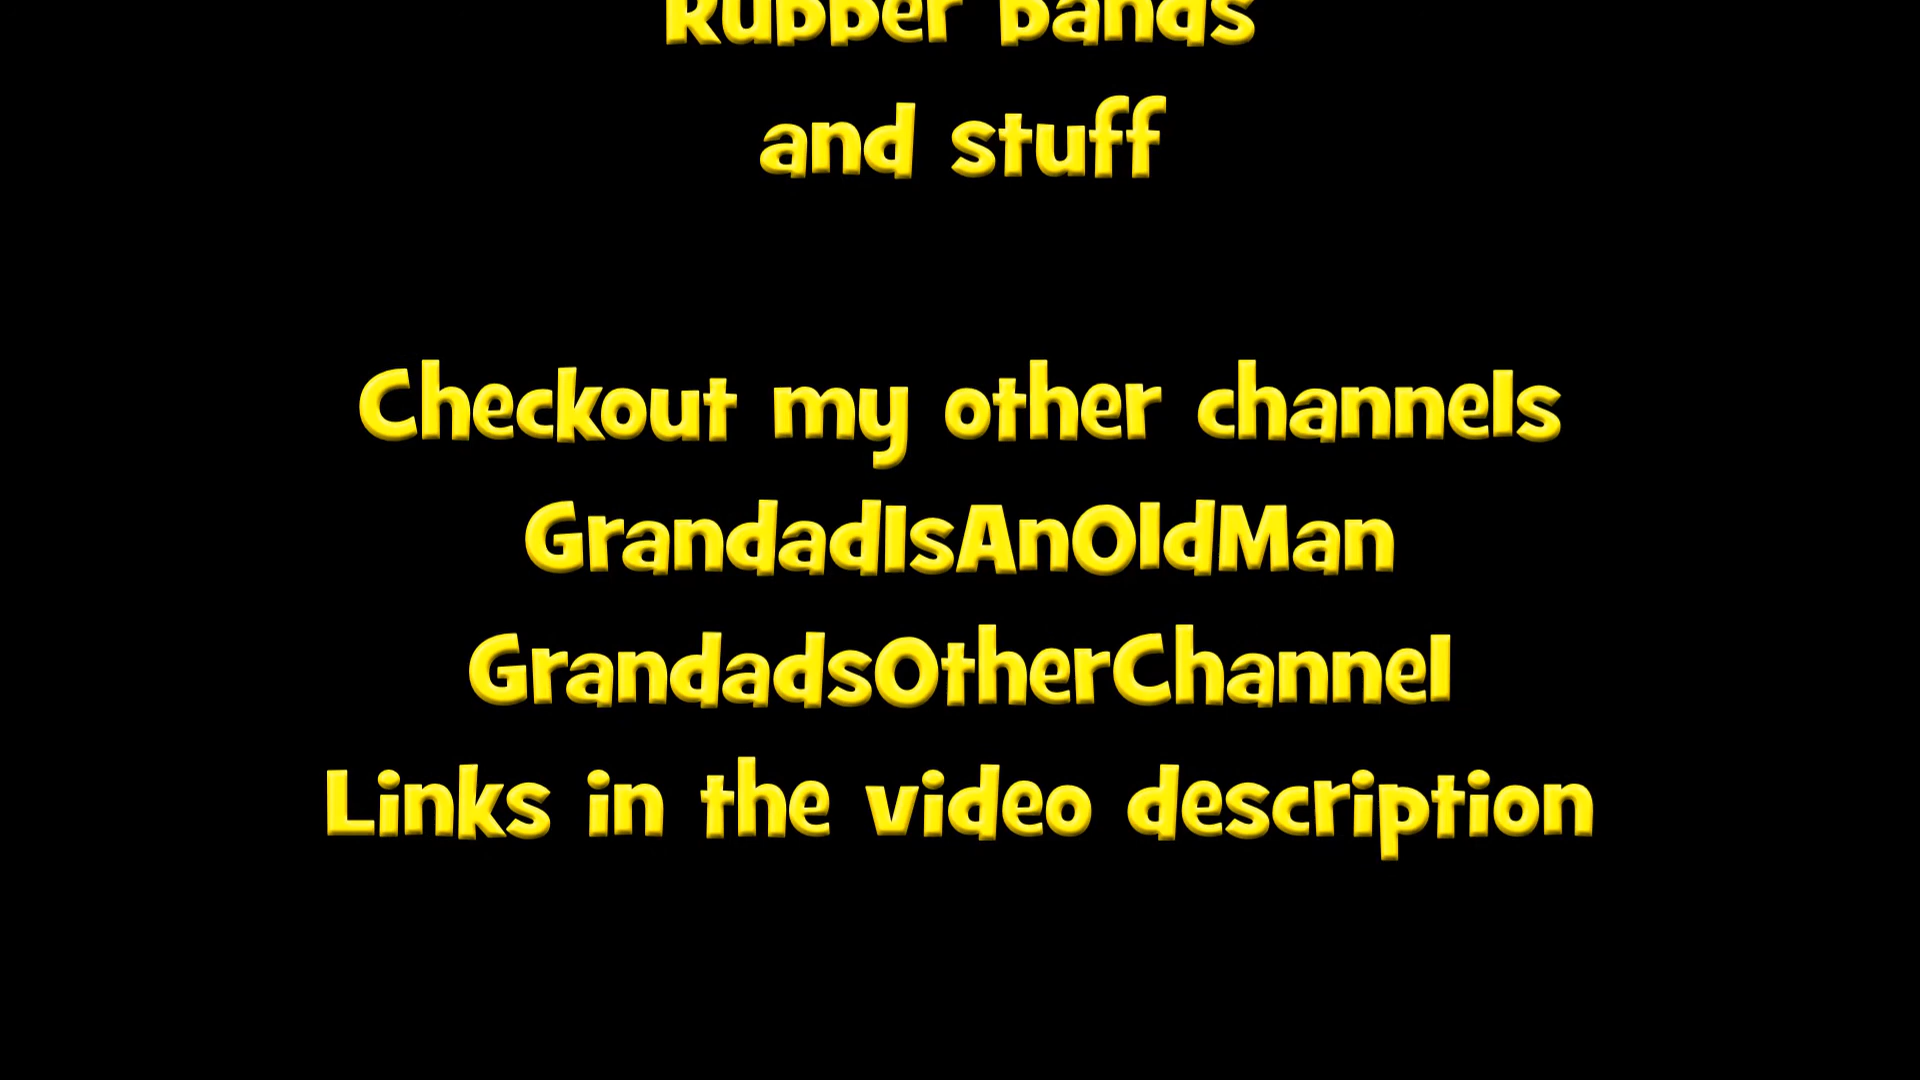 Rubber bands
and stuff
Checkout my other channels
GrandadIsAnOldMan
GrandadsOtherChannel
Links in the video description